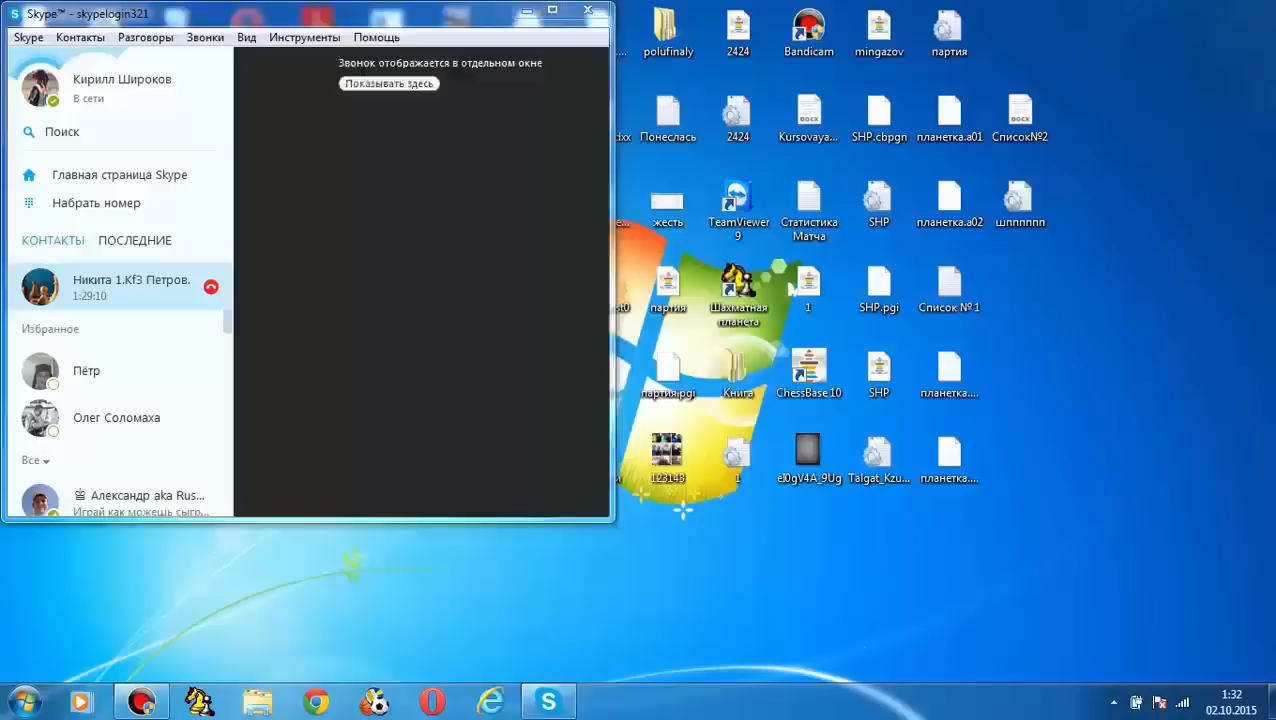 Skype™ - skypelogin321
Skype Контакты Разговоры Звонки Вид Инструменты Помощь
Кирилл Широков
В сети
Поиск
Главная страница Skype
Набрать номер
КОНТАКТЫ ПОСЛЕДНИЕ
Никита 1.Kf3 Петров.
1:29:10
Избранное
Пётр
Олег Соломаха
Все
Александр aka Rus...
Играй как можешь сыгр...
Звонок отображается в отдельном окне
Показывать здесь
polufinaly 2424 Bandicam mingazov партия
Понеслась 2424 Kursovaya... SHP.cbpgn планетка.a01 Список№2
жесть TeamViewer 9 Статистика Матча SHP планетка.a02 шпппппп
партия Шахматная планета 1 SHP.pgi Список № 1
партия.pgi Книга ChessBase 10 SHP планетка....
123143 1 eI0gV4A_9Ug Talgat_Kzu... планетка....
1:32
02.10.2015